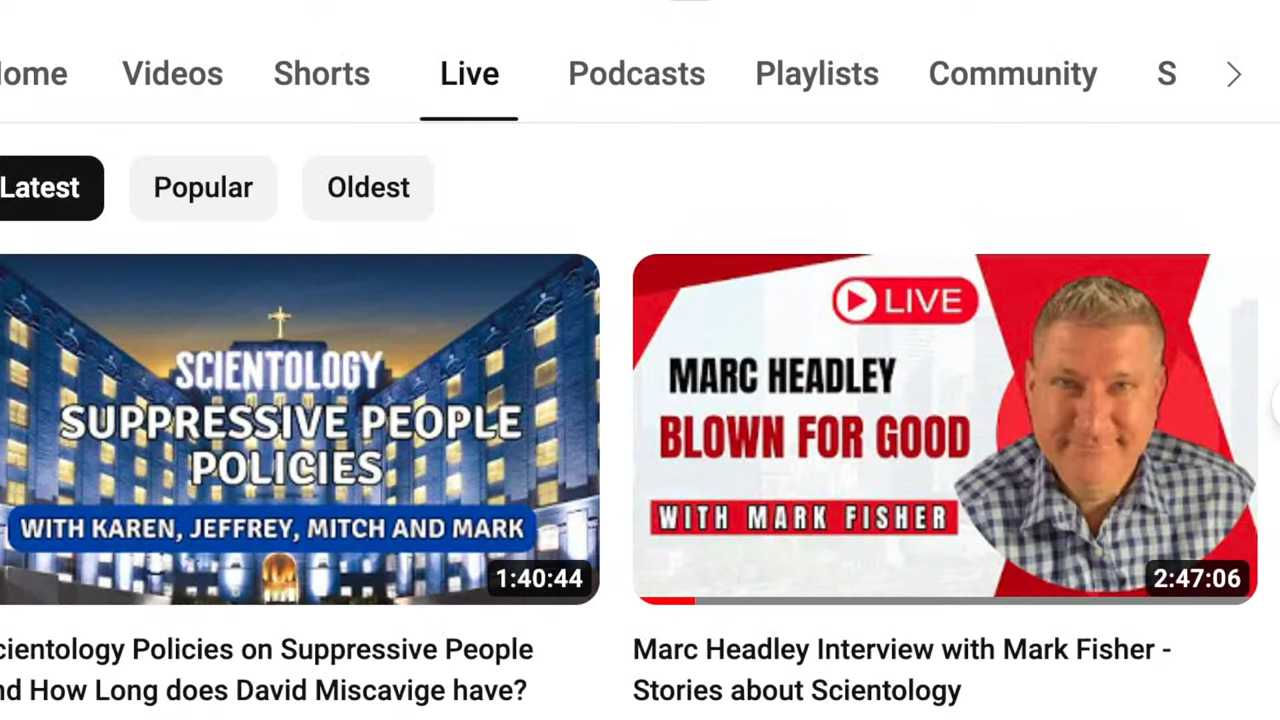 ome Videos Shorts Live Podcasts Playlists Community S
Latest Popular Oldest
SCIENTOLOGY
SUPPRESSIVE PEOPLE
POLICIES
WITH KAREN, JEFFREY, MITCH AND MARK
1:40:44
LIVE
MARC HEADLEY
BLOWN FOR GOOD
WITH MARK FISHER
2:47:06
cientology Policies on Suppressive People
nd How Long does David Miscavige have?
Marc Headley Interview with Mark Fisher -
Stories about Scientology